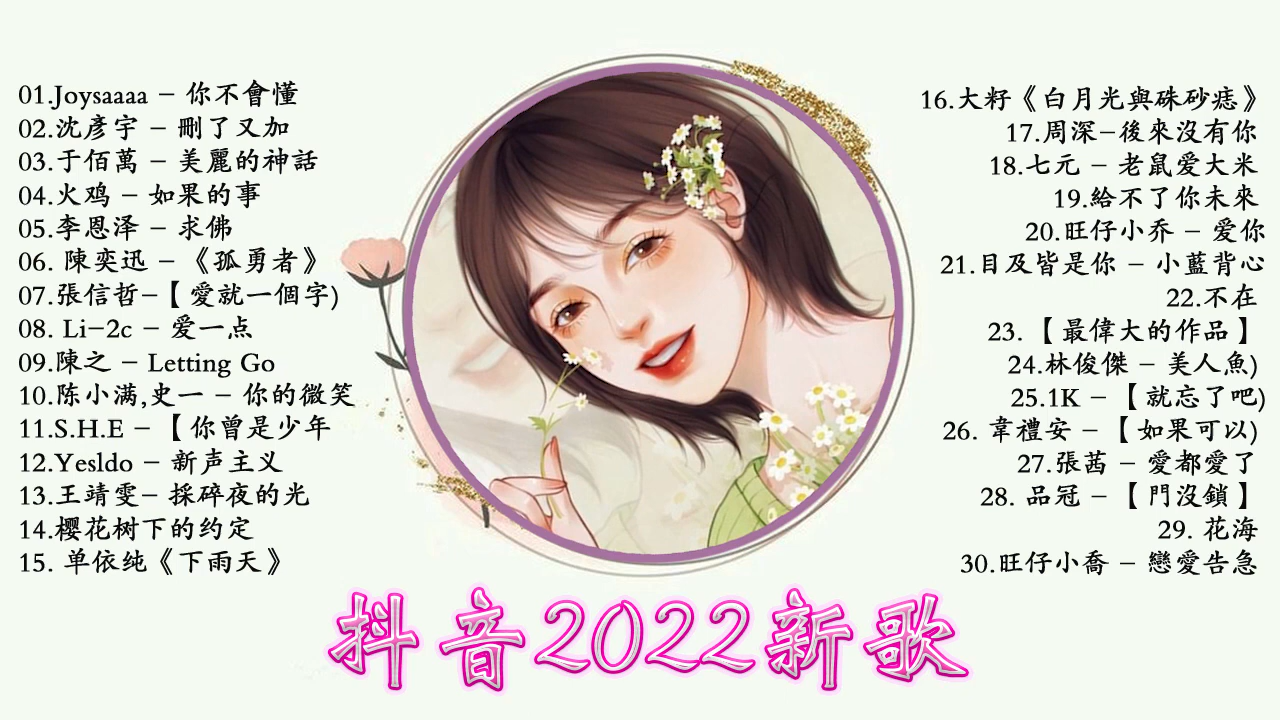 01.Joysaaaa - 你不會懂
02.沈彥宇 - 刪了又加
03.于佰萬 - 美麗的神話
04.火鸡 - 如果的事
05.李恩泽 - 求佛
06. 陳奕迅 - 《孤勇者》
07.張信哲-【愛就一個字)
08. Li-2c - 爱一点
09.陳之 - Letting Go
10.陈小满,史一 - 你的微笑
11.S.H.E - 【你曾是少年
12.Yesldo - 新声主义
13.王靖雯- 採碎夜的光
14.樱花树下的约定
15. 单依纯《下雨天》
16.大籽《白月光與硃砂痣》
17.周深-後來沒有你
18.七元 - 老鼠爱大米
19.給不了你未來
20.旺仔小乔 - 爱你
21.目及皆是你 - 小藍背心
22.不在
23. 【最偉大的作品】
24.林俊傑 - 美人魚)
25.1K - 【就忘了吧)
26. 韋禮安 - 【如果可以)
27.張茜 - 愛都愛了
28. 品冠 - 【門沒鎖】
29. 花海
30.旺仔小喬 - 戀愛告急
抖音2022新歌